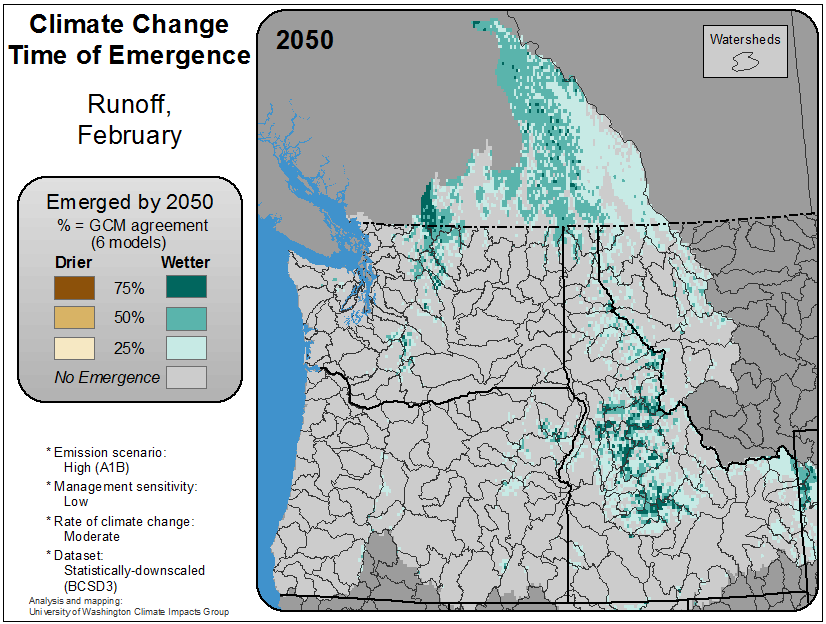 Climate Change
Time of Emergence
Runoff,
February
Emerged by 2050
% = GCM agreement
(6 models)
Drier Wetter
75%
50%
25%
No Emergence
* Emission scenario:
High (A1B)
* Management sensitivity:
Low
* Rate of climate change:
Moderate
* Dataset:
Statistically-downscaled
(BCSD3)
Analysis and mapping:
University of Washington Climate Impacts Group
2050
Watersheds